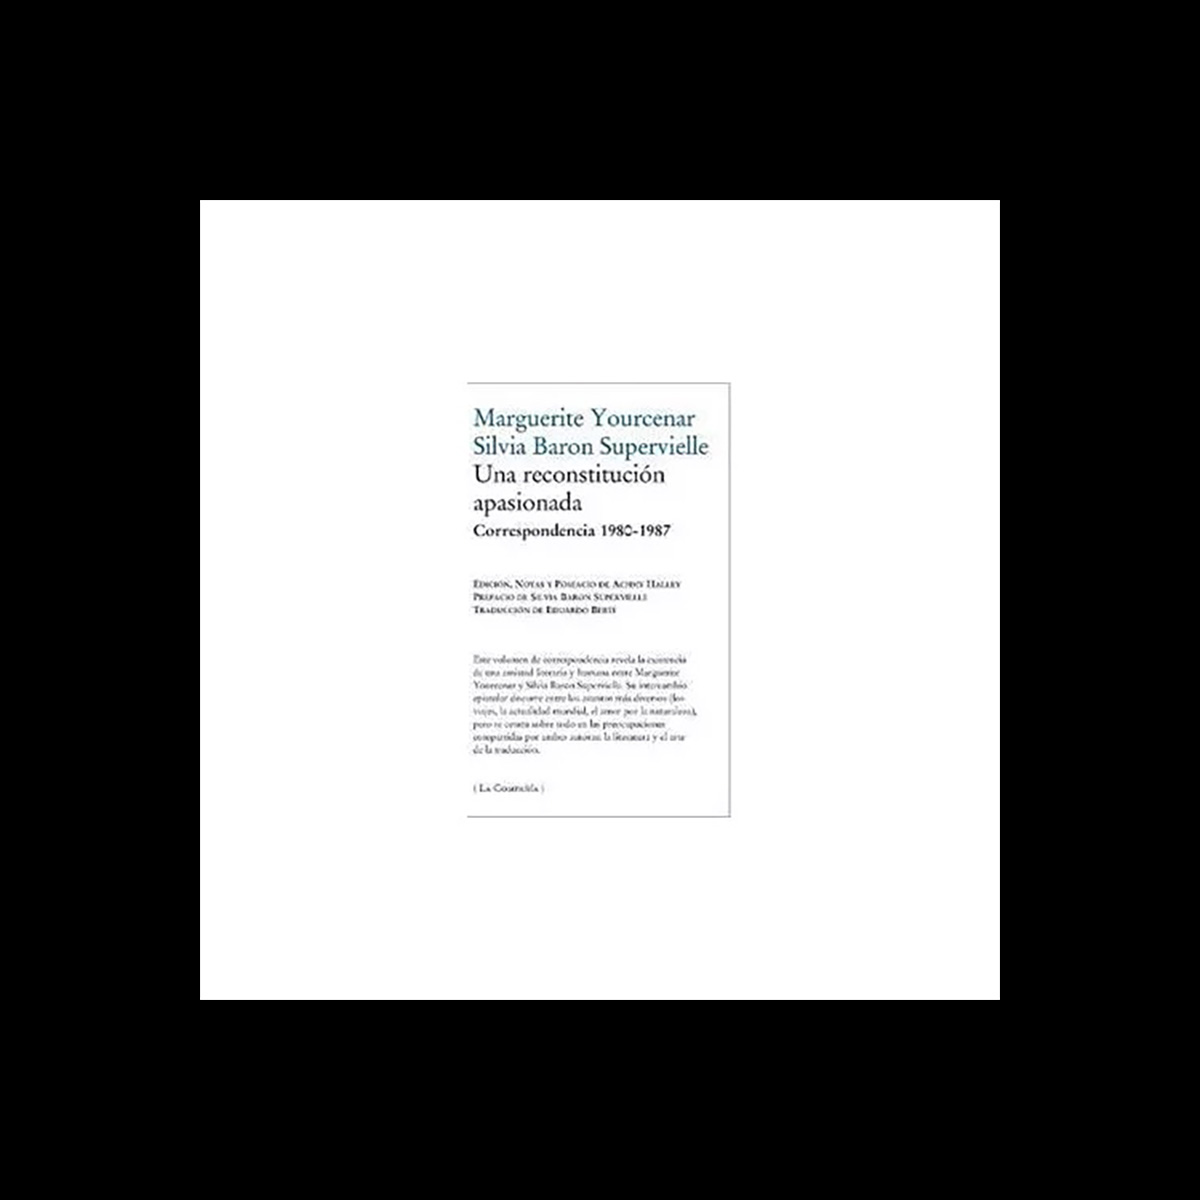 Marguerite Yourcenar
Silvia Baron Supervielle
Una reconstitución
apasionada
Correspondencia 1980-1987
Edición, Notas y Posfacio de Achmy Halley
Prefacio de Silvia Baron Supervielle
Traducción de Eduardo Berti
Este volumen de correspondencia revela la existencia
de una amistad literaria y humana entre Marguerite
Yourcenar y Silvia Baron Supervielle. Su intercambio
epistolar discurre entre los asuntos más diversos (los
viajes, la actualidad mundial, el amor por la naturaleza),
pero se centra sobre todo en las preocupaciones
compartidas por ambas autoras: la literatura y el arte
de la traducción.
( La Compañía )